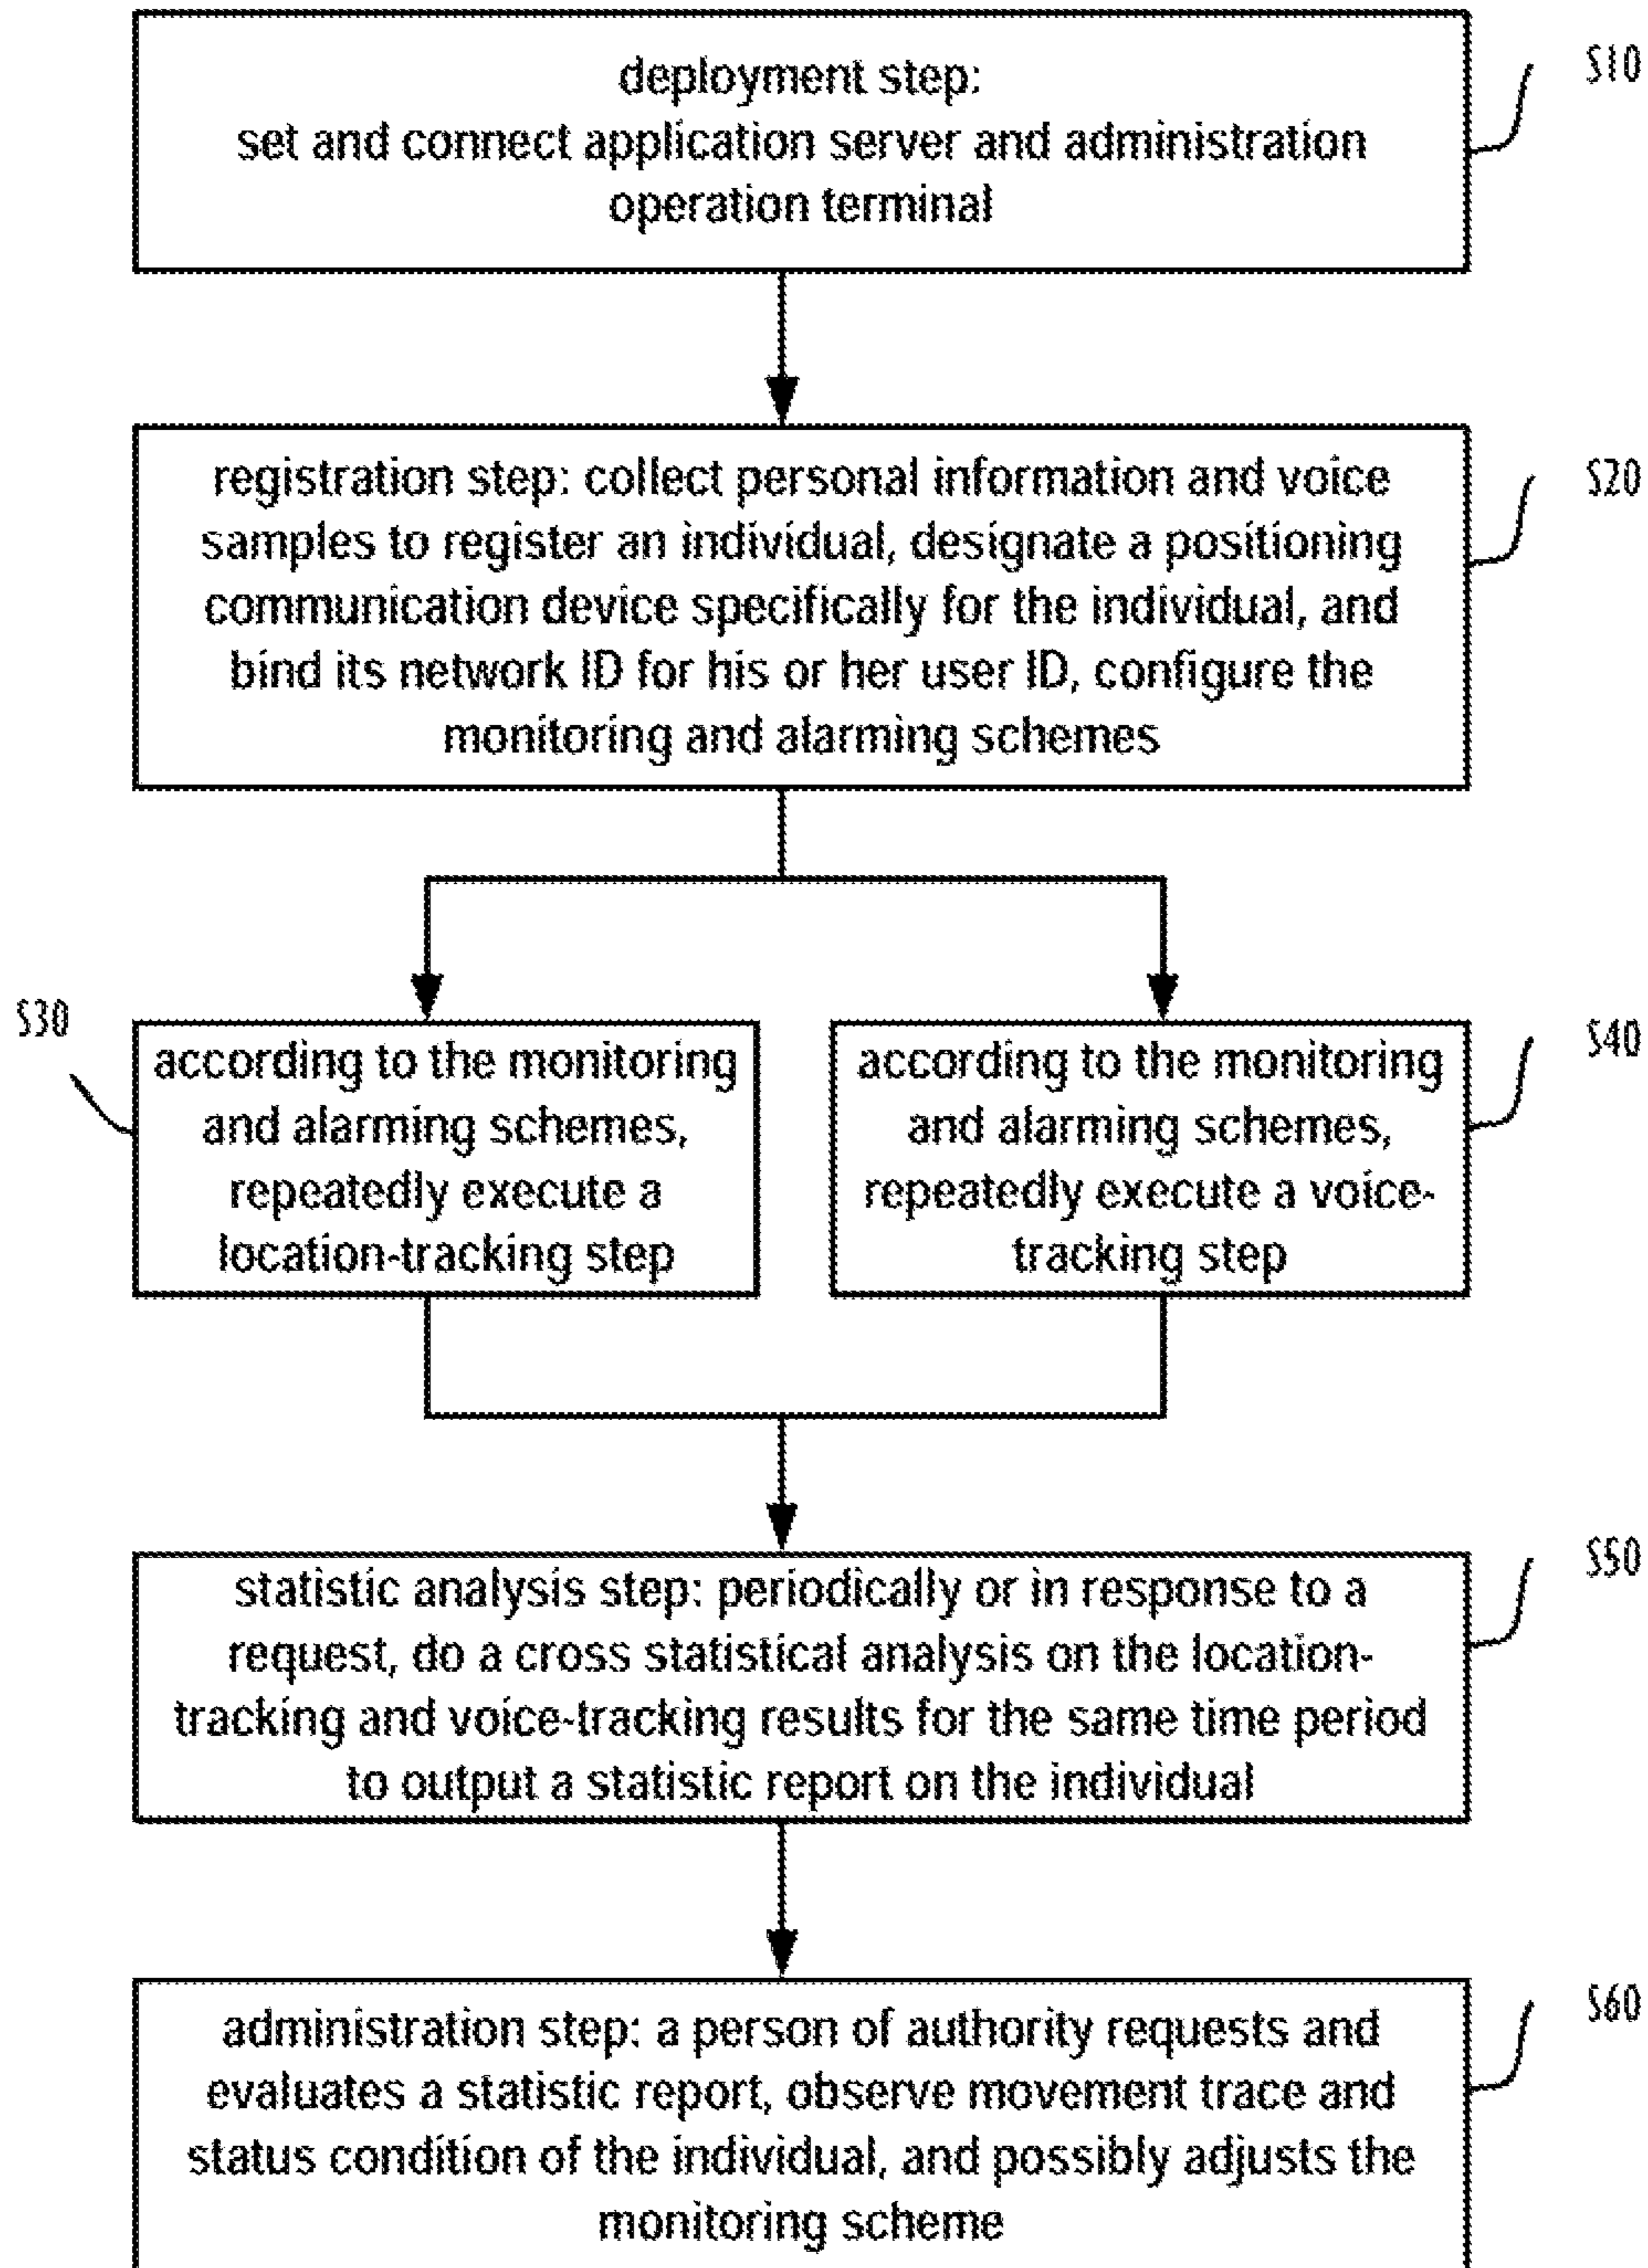 deployment step:
set and connect application server and administration
operation terminal
S10
registration step: collect personal information and voice
samples to register an individual, designate a positioning
communication device specifically for the individual, and
bind its network ID for his or her user ID, configure the
monitoring and alarming schemes
S20
S30
according to the monitoring
and alarming schemes,
repeatedly execute a
location-tracking step
according to the monitoring
and alarming schemes,
repeatedly execute a voice-
tracking step
S40
statistic analysis step: periodically or in response to a
request, do a cross statistical analysis on the location-
tracking and voice-tracking results for the same time period
to output a statistic report on the individual
S50
administration step: a person of authority requests and
evaluates a statistic report, observe movement trace and
status condition of the individual, and possibly adjusts the
monitoring scheme
S60